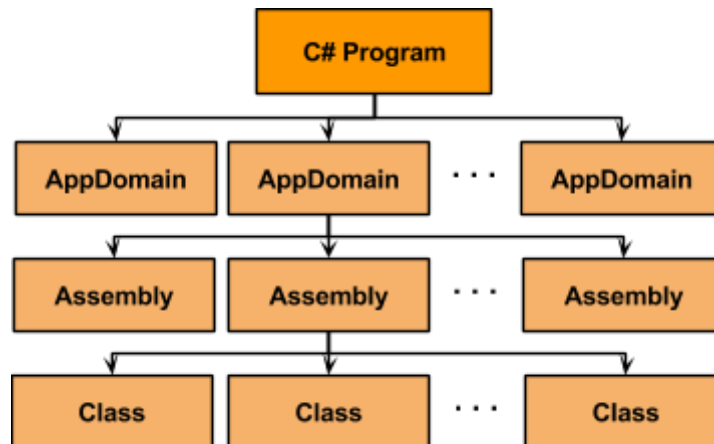 C# Program
AppDomain AppDomain . . . AppDomain
Assembly Assembly . . . Assembly
Class Class . . . Class